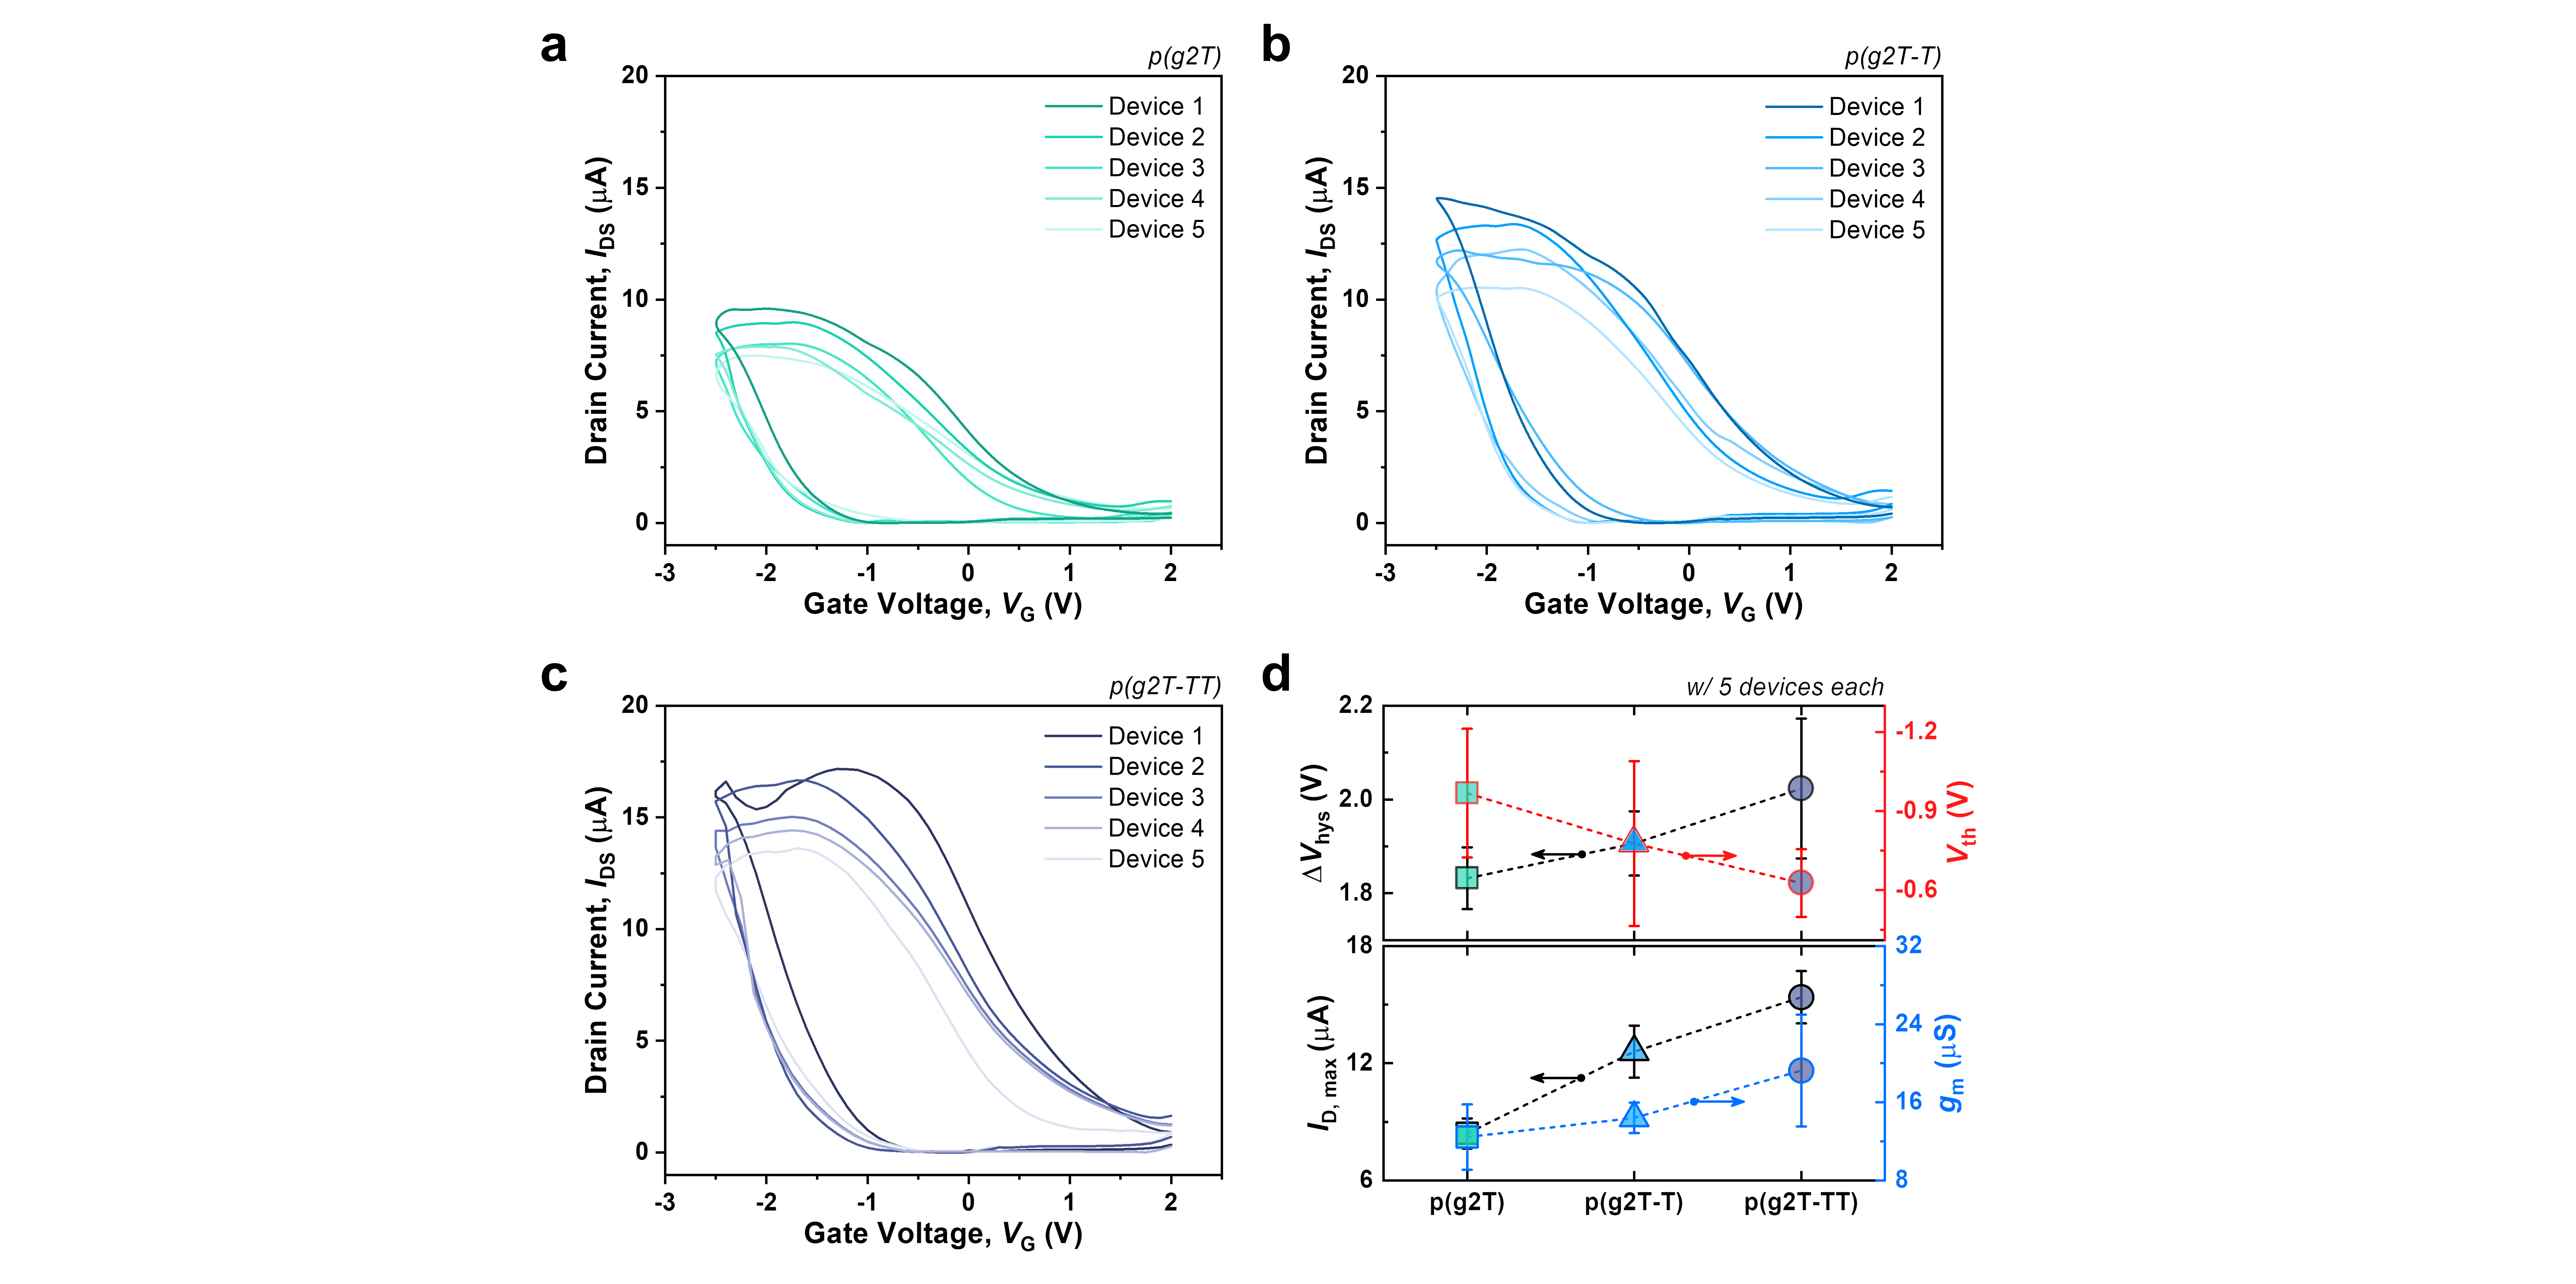 a
p(g2T)
20
15
10
5
0
Drain Current, IDS (μA)
Device 1
Device 2
Device 3
Device 4
Device 5
-3 -2 -1 0 1 2
Gate Voltage, VG (V)
b
p(g2T-T)
20
15
10
5
0
Drain Current, IDS (μA)
Device 1
Device 2
Device 3
Device 4
Device 5
-3 -2 -1 0 1 2
Gate Voltage, VG (V)
c
p(g2T-TT)
20
15
10
5
0
Drain Current, IDS (μA)
Device 1
Device 2
Device 3
Device 4
Device 5
-3 -2 -1 0 1 2
Gate Voltage, VG (V)
d
w/ 5 devices each
2.2
2.0
1.8
ΔVhys (V)
-1.2
-0.9
-0.6
Vth (V)
18
12
6
ID, max (μA)
32
24
16
8
gm (μS)
p(g2T) p(g2T-T) p(g2T-TT)